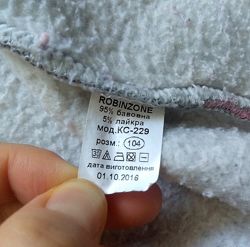 ROBINZONE
95% бавовна
5% лайкра
мод.КС-229
розм.: 104
дата виготовлення
01.10.2016